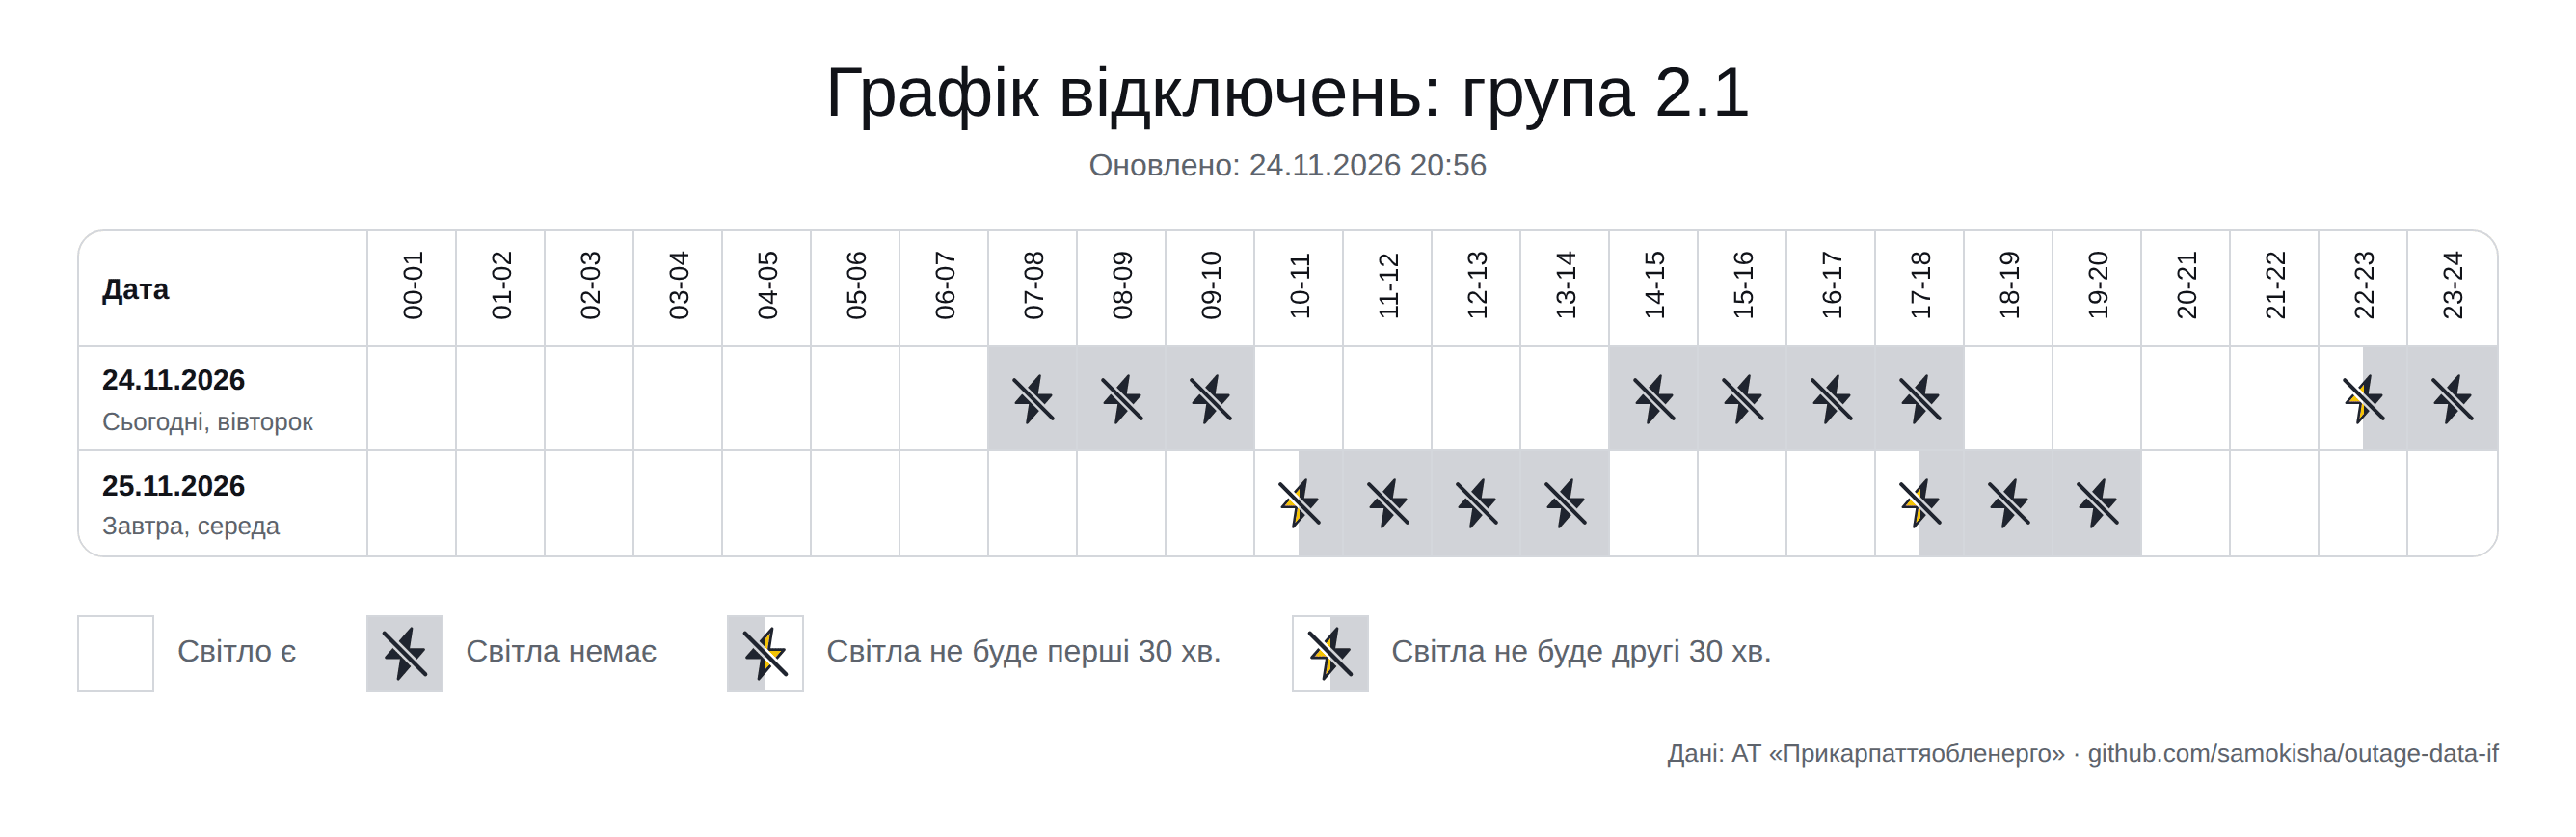 Графік відключень: група 2.1
Оновлено: 24.11.2026 20:56
Дата 00-01 01-02 02-03 03-04 04-05 05-06 06-07 07-08 08-09 09-10 10-11 11-12 12-13 13-14 14-15 15-16 16-17 17-18 18-19 19-20 20-21 21-22 22-23 23-24
24.11.2026
Сьогодні, вівторок
25.11.2026
Завтра, середа
Світло є Світла немає Світла не буде перші 30 хв. Світла не буде другі 30 хв.
Дані: АТ «Прикарпаттяобленерго» · github.com/samokisha/outage-data-if